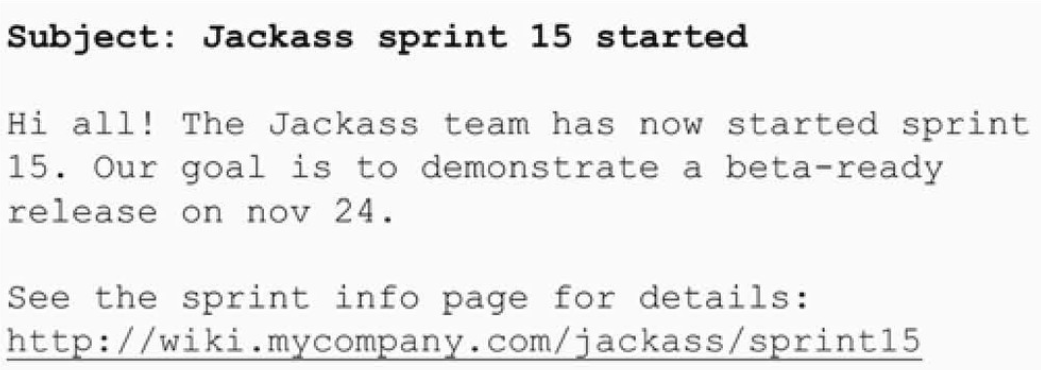 Subject: Jackass sprint 15 started
Hi all! The Jackass team has now started sprint
15. Our goal is to demonstrate a beta-ready
release on nov 24.
See the sprint info page for details:
http://wiki.mycompany.com/jackass/sprint15